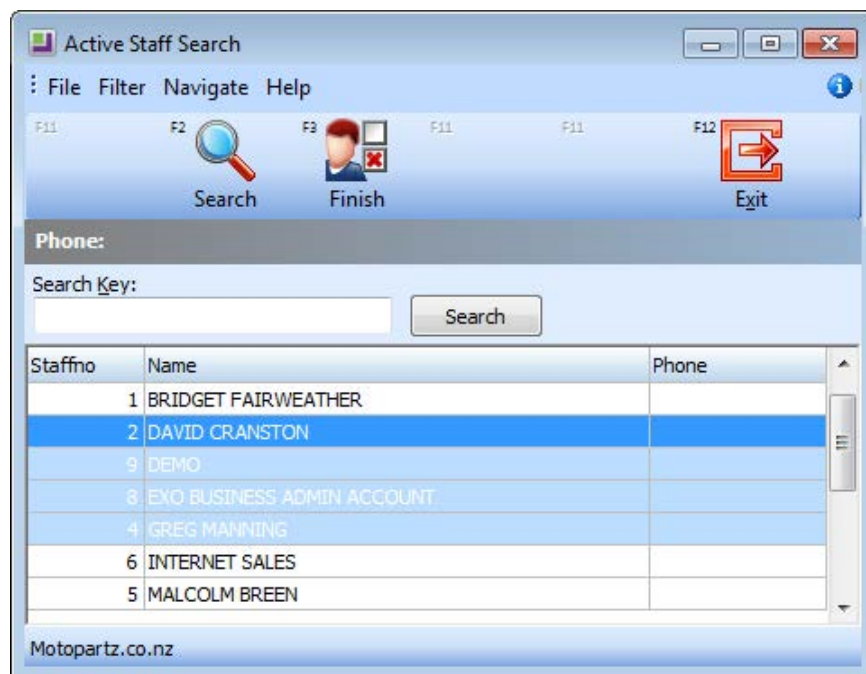 Active Staff Search
File Filter Navigate Help
F11 F2 F3 F11 F11 F12
Search Finish Exit
Phone:
Search Key:
Search
Staffno Name Phone
1 BRIDGET FAIRWEATHER
2 DAVID CRANSTON
9 DEMO
8 EXO BUSINESS ADMIN ACCOUNT
4 GREG MANNING
6 INTERNET SALES
5 MALCOLM BREEN
Motopartz.co.nz